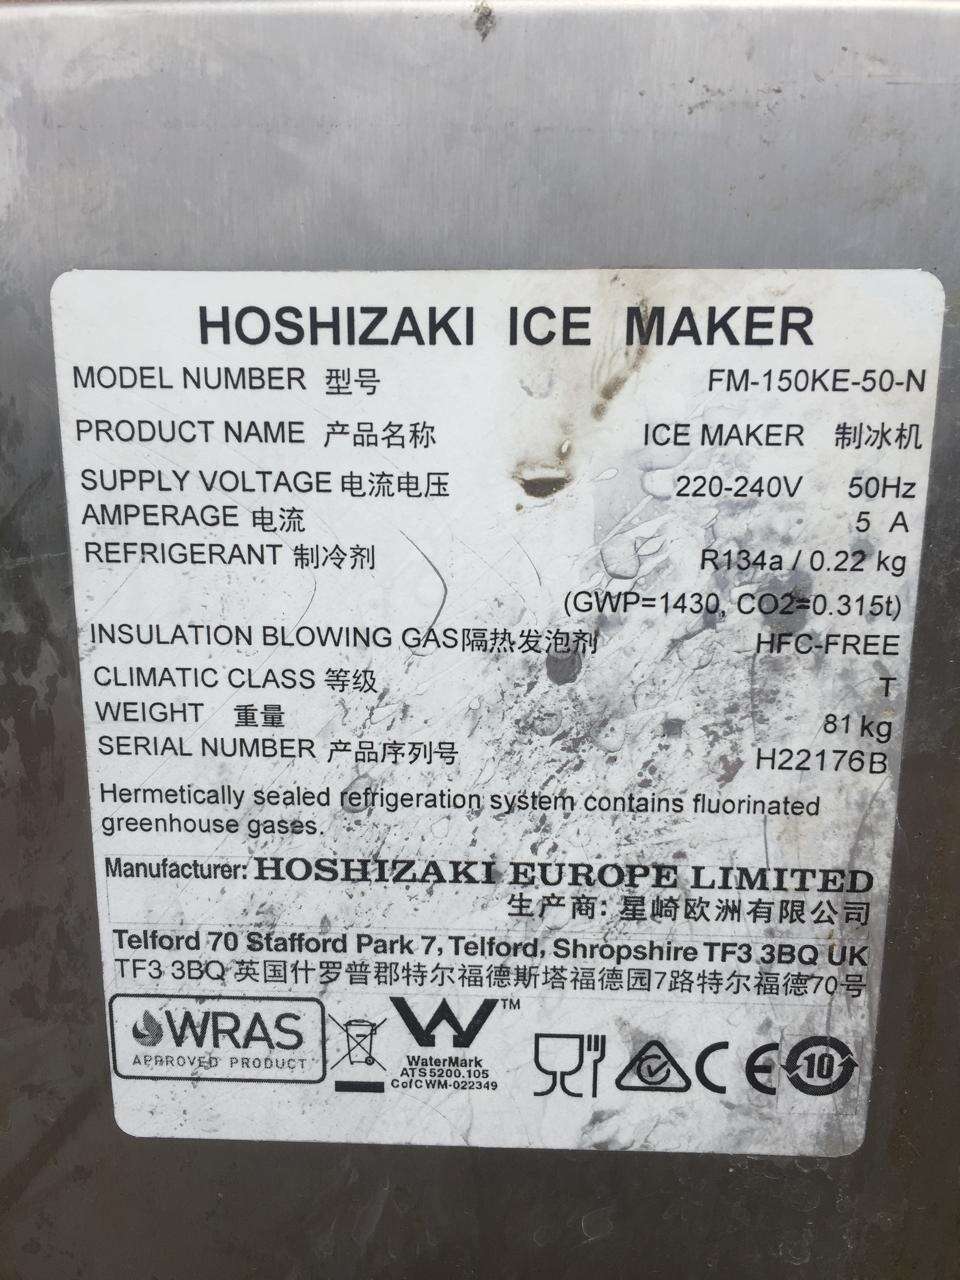 HOSHIZAKI ICE MAKER
MODEL NUMBER 型号 FM-150KE-50-N
PRODUCT NAME 产品名称 ICE MAKER 制冰机
SUPPLY VOLTAGE 电流电压 220-240V 50Hz
AMPERAGE 电流 5 A
REFRIGERANT 制冷剂 R134a / 0.22 kg
(GWP=1430, CO2=0.315t)
INSULATION BLOWING GAS隔热发泡剂 HFC-FREE
CLIMATIC CLASS 等级 T
WEIGHT 重量 81 kg
SERIAL NUMBER 产品序列号 H22176B
Hermetically sealed refrigeration system contains fluorinated
greenhouse gases.
Manufacturer: HOSHIZAKI EUROPE LIMITED
生产商: 星崎欧洲有限公司
Telford 70 Stafford Park 7, Telford, Shropshire TF3 3BQ UK
TF3 3BQ 英国什罗普郡特尔福德斯塔福德园7路特尔福德70号
WRAS
APPROVED PRODUCT
W™
WaterMark
ATS5200.105
CofCWM-022349
CE
10